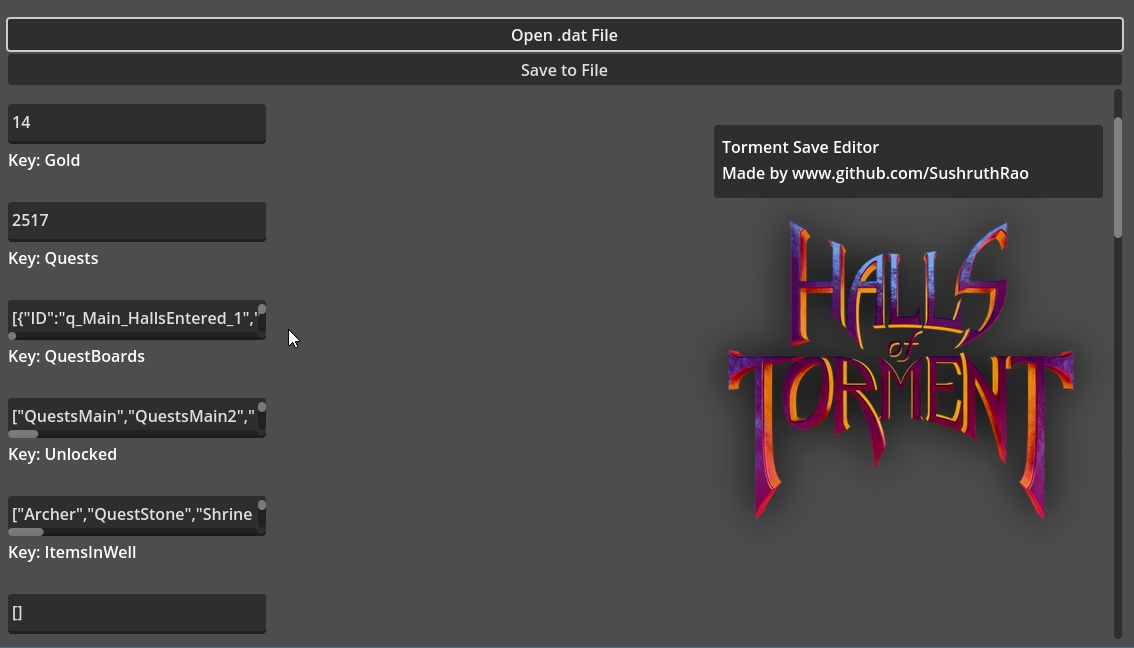 Open .dat File
Save to File
14
Key: Gold
2517
Key: Quests
[{"ID":"q_Main_HallsEntered_1","
Key: QuestBoards
["QuestsMain","QuestsMain2","
Key: Unlocked
["Archer","QuestStone","Shrine
Key: ItemsInWell
[]
Torment Save Editor
Made by www.github.com/SushruthRao
HALLS
of
TORMENT